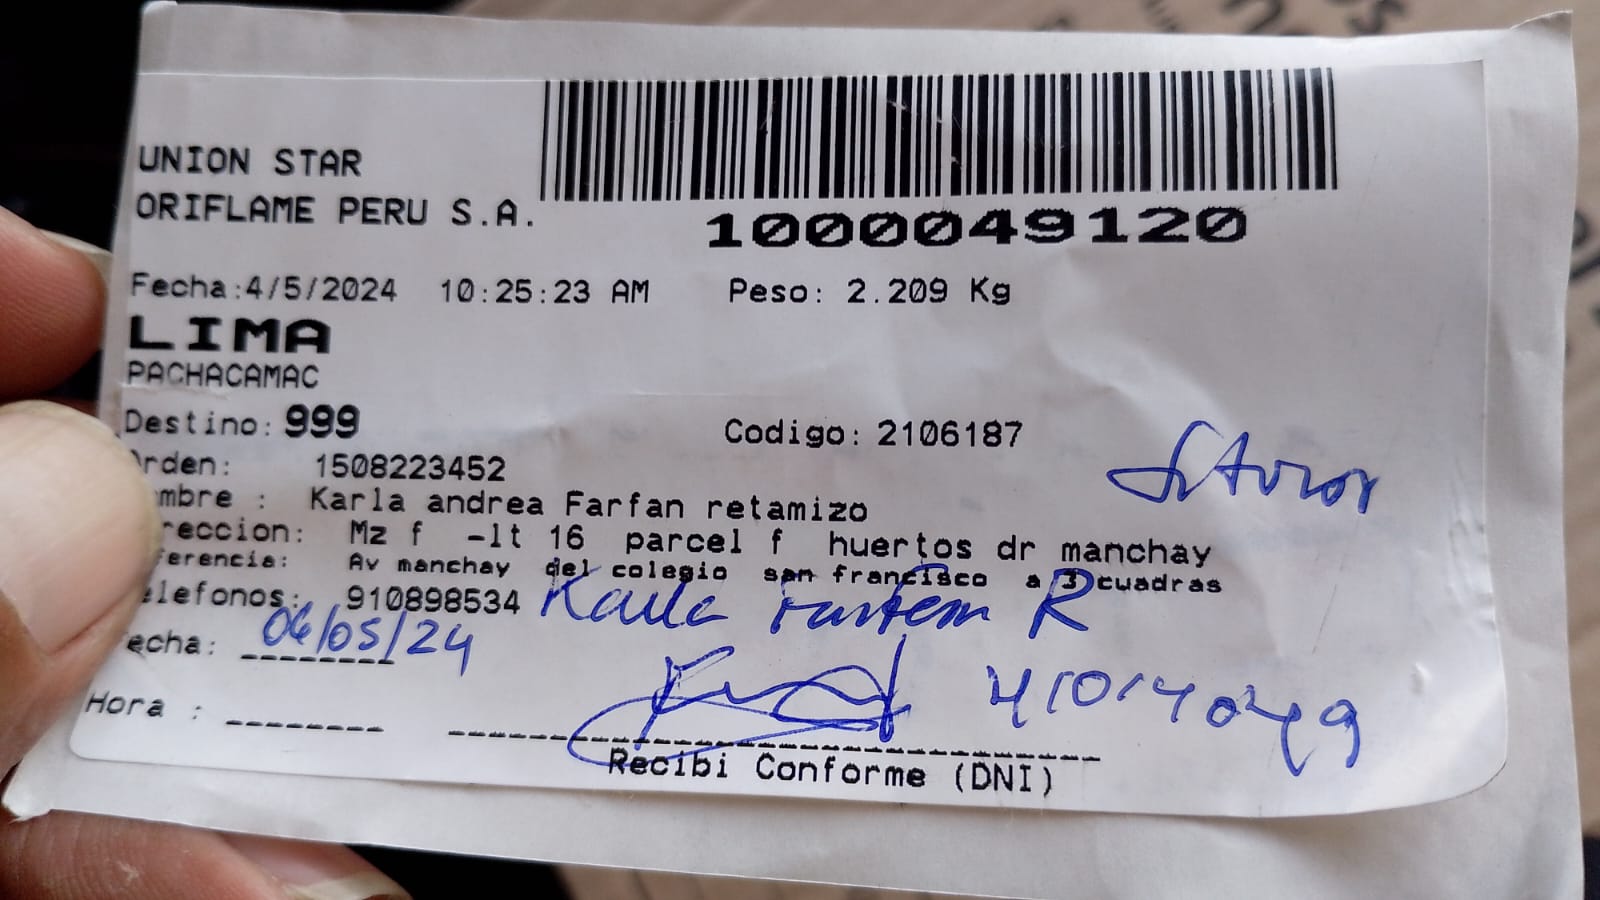 UNION STAR
ORIFLAME PERU S.A.
1000049120
Fecha:4/5/2024 10:25:23 AM Peso: 2.209 Kg
LIMA
PACHACAMAC
Destino: 999 Codigo: 2106187
rden: 1508223452
mbre : Karla andrea Farfan retamizo
reccion: Mz f -lt 16 parcel f huertos dr manchay
ferencia: Av manchay del colegio san francisco a 3 cuadras
elefonos: 910898534
Karla R
echa: 06/05/24
Hora :
Recibi Conforme (DNI)